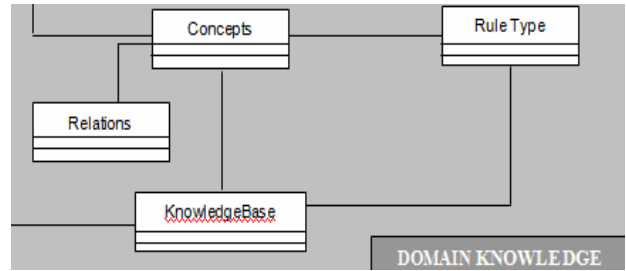 Concepts
Rule Type
Relations
KnowledgeBase
DOMAIN KNOWLEDGE